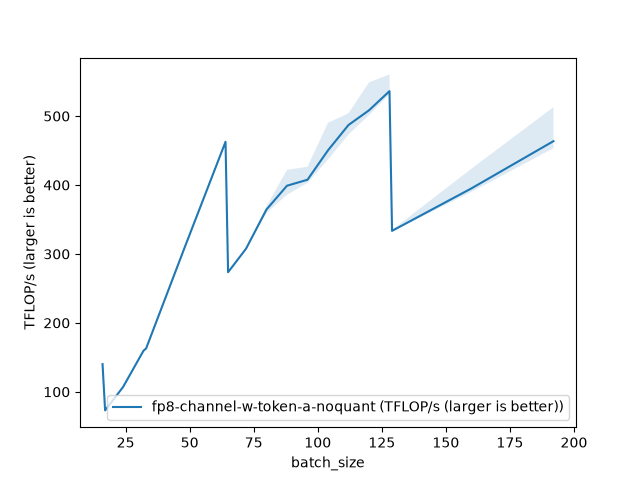 500
400
300
200
100
TFLOP/s (larger is better)
fp8-channel-w-token-a-noquant (TFLOP/s (larger is better))
25 50 75 100 125 150 175 200
batch_size